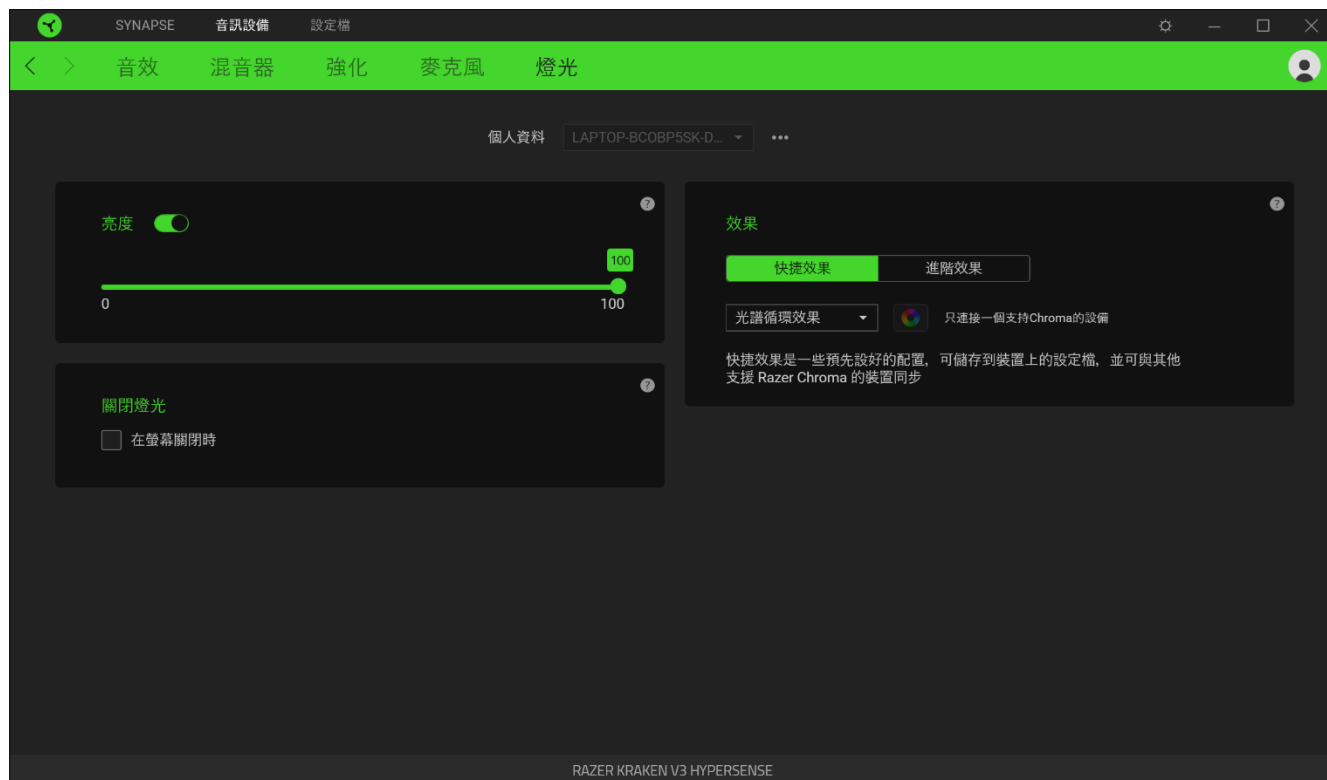 SYNAPSE 音訊設備 設定檔
音效 混音器 強化 麥克風 燈光
個人資料 LAPTOP-BCOBP5SK-D... •••
亮度
100
0 100
關閉燈光
在螢幕關閉時
效果
快捷效果 進階效果
光譜循環效果 只連接一個支持Chroma的設備
快捷效果是一些預先設好的配置，可儲存到裝置上的設定檔，並可與其他
支援 Razer Chroma 的裝置同步
RAZER KRAKEN V3 HYPERSENSE